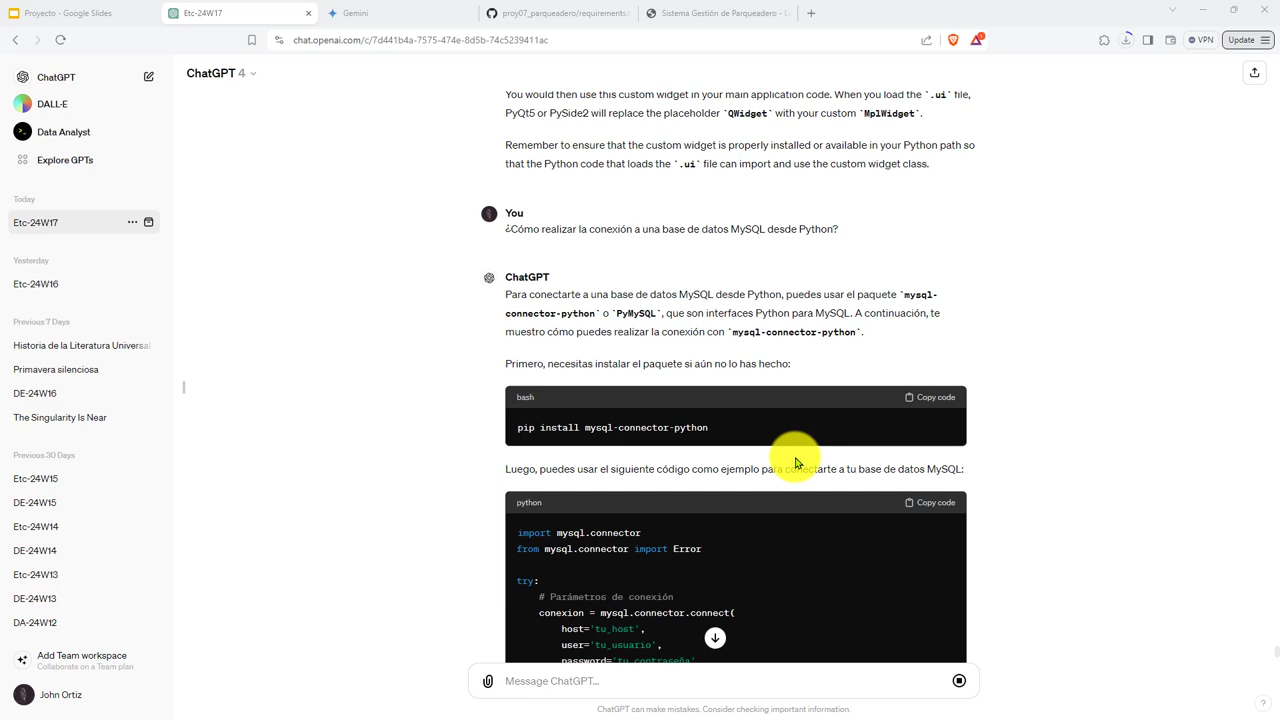 Proyecto - Google Slides
Etc-24W17
Gemini
proy07_parqueadero/requirements
Sistema Gestión de Parqueadero - L
chat.openai.com/c/7d441b4a-7575-474e-8d5b-74c5239411ac
VPN
Update
ChatGPT
DALL·E
Data Analyst
Explore GPTs
Today
Etc-24W17
Yesterday
Etc-24W16
Previous 7 Days
Historia de la Literatura Universal
Primavera silenciosa
DE-24W16
The Singularity Is Near
Previous 30 Days
Etc-24W15
DE-24W15
Etc-24W14
DE-24W14
Etc-24W13
DE-24W13
DA-24W12
Add Team workspace
Collaborate on a Team plan
John Ortiz
ChatGPT 4
You would then use this custom widget in your main application code. When you load the `.ui` file,
PyQt5 or PySide2 will replace the placeholder `QWidget` with your custom `MplWidget`.
Remember to ensure that the custom widget is properly installed or available in your Python path so
that the Python code that loads the `.ui` file can import and use the custom widget class.
You
¿Cómo realizar la conexión a una base de datos MySQL desde Python?
ChatGPT
Para conectarte a una base de datos MySQL desde Python, puedes usar el paquete `mysql-
connector-python` o `PyMySQL`, que son interfaces Python para MySQL. A continuación, te
muestro cómo puedes realizar la conexión con `mysql-connector-python`.
Primero, necesitas instalar el paquete si aún no lo has hecho:
bash
Copy code
pip install mysql-connector-python
Luego, puedes usar el siguiente código como ejemplo para conectarte a tu base de datos MySQL:
python
Copy code
import mysql.connector
from mysql.connector import Error
try:
# Parámetros de conexión
conexion = mysql.connector.connect(
host='tu_host',
user='tu_usuario',
password='tu_contraseña'
Message ChatGPT...
ChatGPT can make mistakes. Consider checking important information.
?